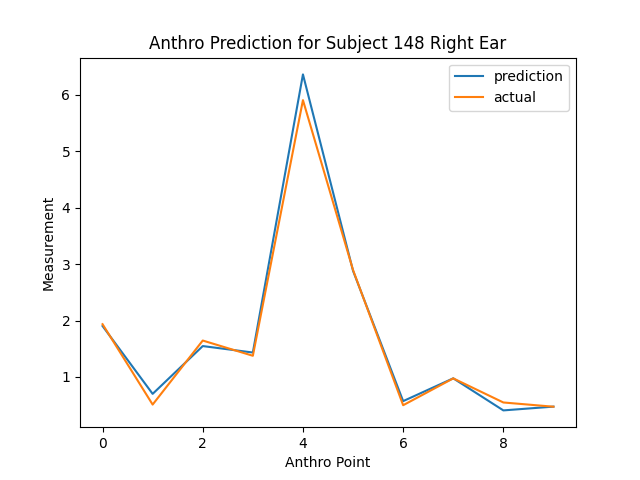 Anthro Prediction for Subject 148 Right Ear
prediction
actual
Measurement
6
5
4
3
2
1
0 2 4 6 8
Anthro Point